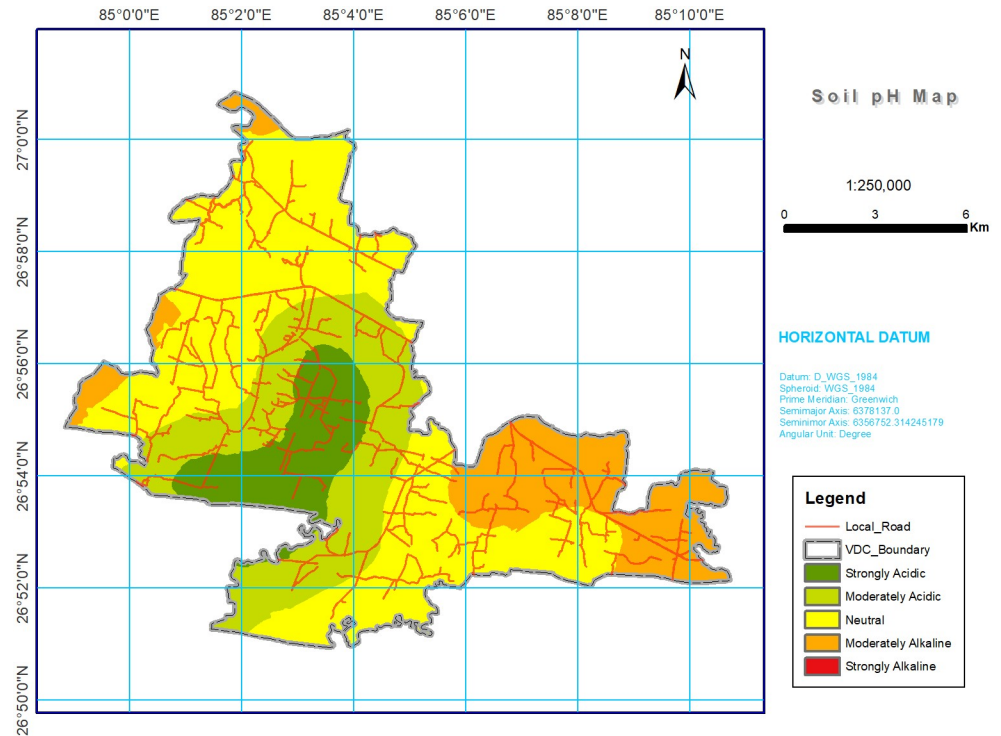 85°0'0"E 85°2'0"E 85°4'0"E 85°6'0"E 85°8'0"E 85°10'0"E
27°0'0"N
26°58'0"N
26°56'0"N
26°54'0"N
26°52'0"N
26°50'0"N
N
Soil pH Map
1:250,000
0 3 6
Km
HORIZONTAL DATUM
Datum: D_WGS_1984
Spheroid: WGS_1984
Prime Meridian: Greenwich
Semimajor Axis: 6378137.0
Semiminor Axis: 6356752.314245179
Angular Unit: Degree
Legend
Local_Road
VDC_Boundary
Strongly Acidic
Moderately Acidic
Neutral
Moderately Alkaline
Strongly Alkaline